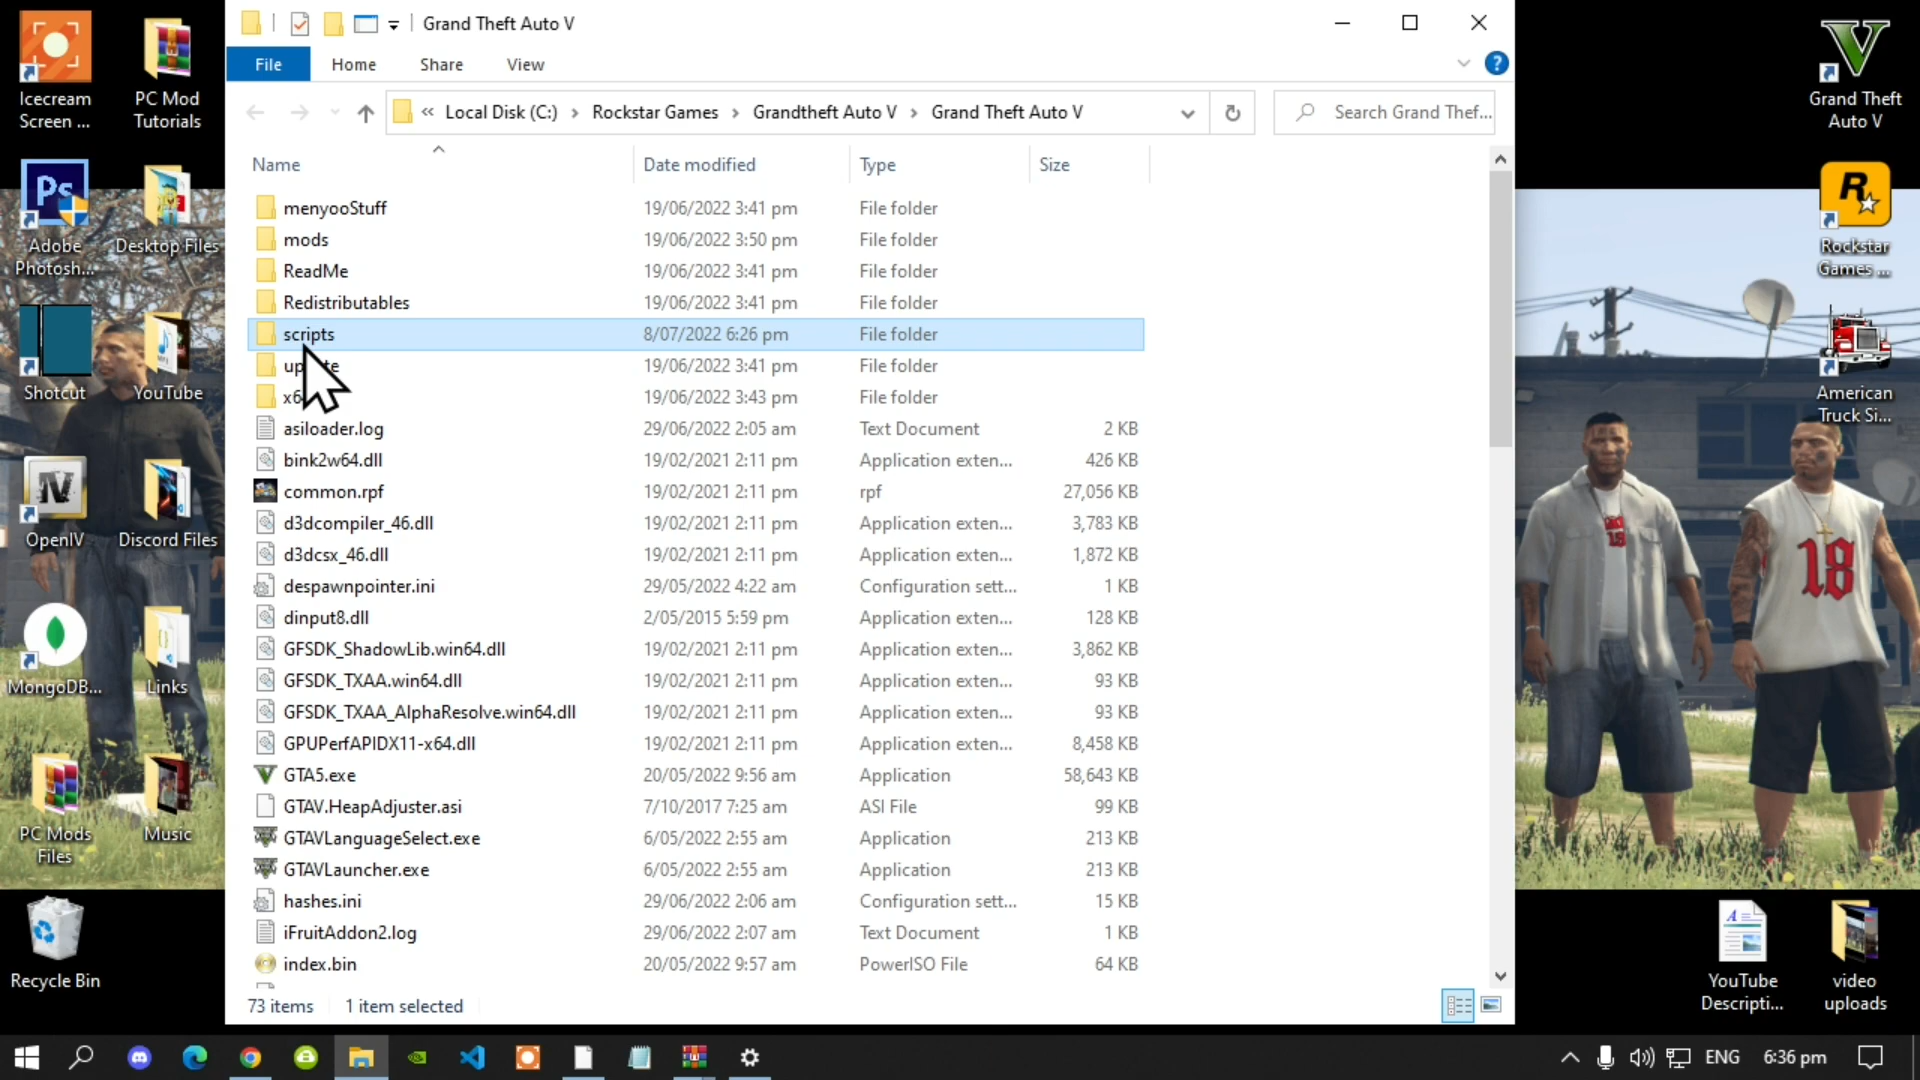 Grand Theft Auto V
File
Home
Share
View
?
«
Local Disk (C:)
Rockstar Games
Grandtheft Auto V
Grand Theft Auto V
Search Grand Thef...
Name
Date modified
Type
Size
menyooStuff 19/06/2022 3:41 pm File folder
mods 19/06/2022 3:50 pm File folder
ReadMe 19/06/2022 3:41 pm File folder
Redistributables 19/06/2022 3:41 pm File folder
scripts 8/07/2022 6:26 pm File folder
19/06/2022 3:41 pm File folder
19/06/2022 3:43 pm File folder
asiloader.log 29/06/2022 2:05 am Text Document 2 KB
bink2w64.dll 19/02/2021 2:11 pm Application exten... 426 KB
common.rpf 19/02/2021 2:11 pm rpf 27,056 KB
d3dcompiler_46.dll 19/02/2021 2:11 pm Application exten... 3,783 KB
d3dcsx_46.dll 19/02/2021 2:11 pm Application exten... 1,872 KB
despawnpointer.ini 29/05/2022 4:22 am Configuration sett... 1 KB
dinput8.dll 2/05/2015 5:59 pm Application exten... 128 KB
GFSDK_ShadowLib.win64.dll 19/02/2021 2:11 pm Application exten... 3,862 KB
GFSDK_TXAA.win64.dll 19/02/2021 2:11 pm Application exten... 93 KB
GFSDK_TXAA_AlphaResolve.win64.dll 19/02/2021 2:11 pm Application exten... 93 KB
GPUPerfAPIDX11-x64.dll 19/02/2021 2:11 pm Application exten... 8,458 KB
GTA5.exe 20/05/2022 9:56 am Application 58,643 KB
GTAV.HeapAdjuster.asi 7/10/2017 7:25 am ASI File 99 KB
GTAVLanguageSelect.exe 6/05/2022 2:55 am Application 213 KB
GTAVLauncher.exe 6/05/2022 2:55 am Application 213 KB
hashes.ini 29/06/2022 2:06 am Configuration sett... 15 KB
iFruitAddon2.log 29/06/2022 2:07 am Text Document 1 KB
index.bin 20/05/2022 9:57 am PowerISO File 64 KB
73 items
1 item selected
Icecream
Screen ...
PC Mod
Tutorials
Ps
Adobe
Photosh...
Desktop Files
Shotcut
YouTube
IV
OpenIV
Discord Files
MongoDB...
Links
PC Mods
Files
Music
Recycle Bin
V
Grand Theft
Auto V
R
Rockstar
Games ...
American
Truck Si...
18
18
YouTube
Descripti...
video
uploads
ENG
6:36 pm